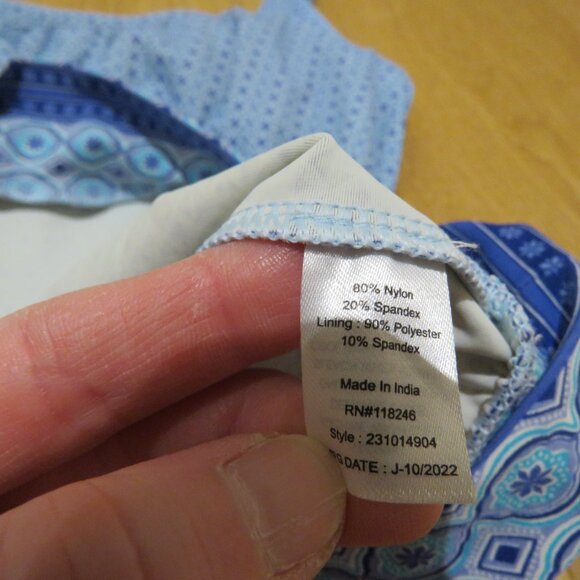 80% Nylon
20% Spandex
Lining : 90% Polyester
10% Spandex
Made In India
RN#118246
Style : 231014904
DATE : J-10/2022